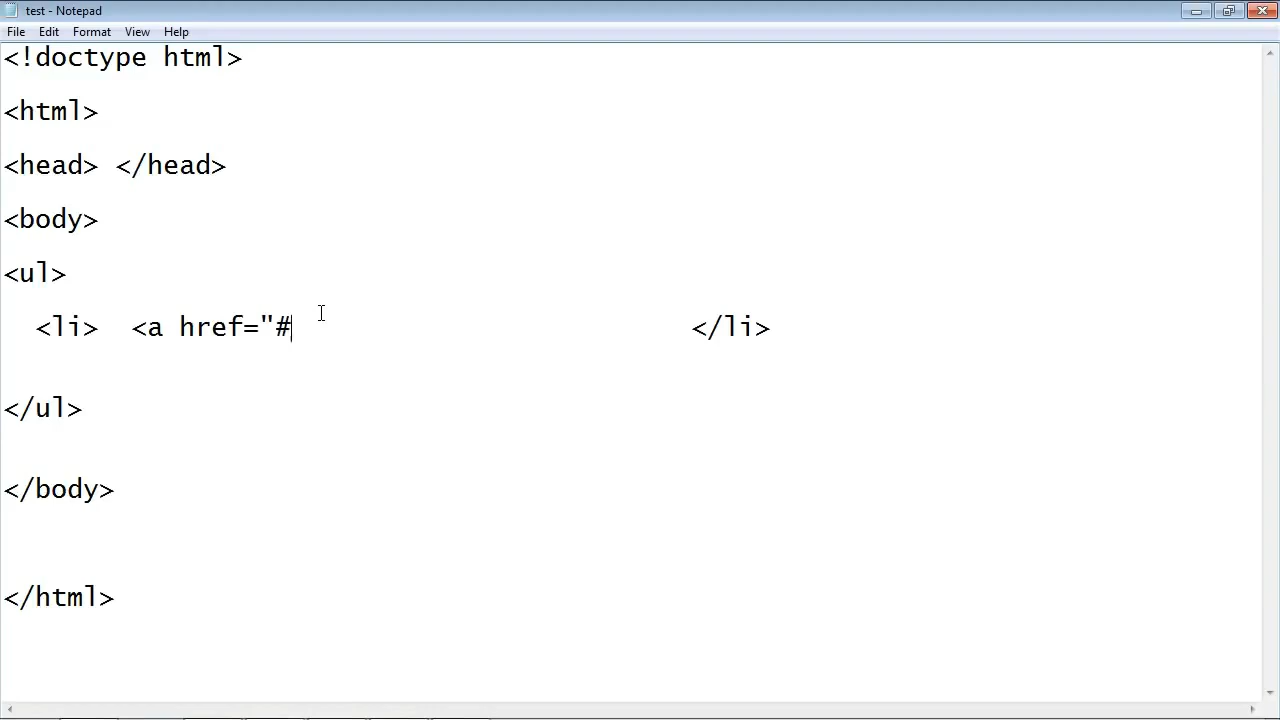 test - Notepad
File Edit Format View Help
<!doctype html>
<html>
<head> </head>
<body>
<ul>
  <li>  <a href="#                         </li>
</ul>
</body>
</html>